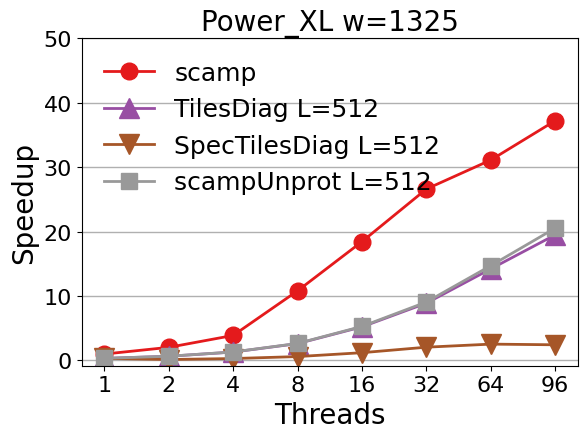 Power_XL w=1325
50
40
30
20
10
0
Speedup
scamp
TilesDiag L=512
SpecTilesDiag L=512
scampUnprot L=512
1 2 4 8 16 32 64 96
Threads